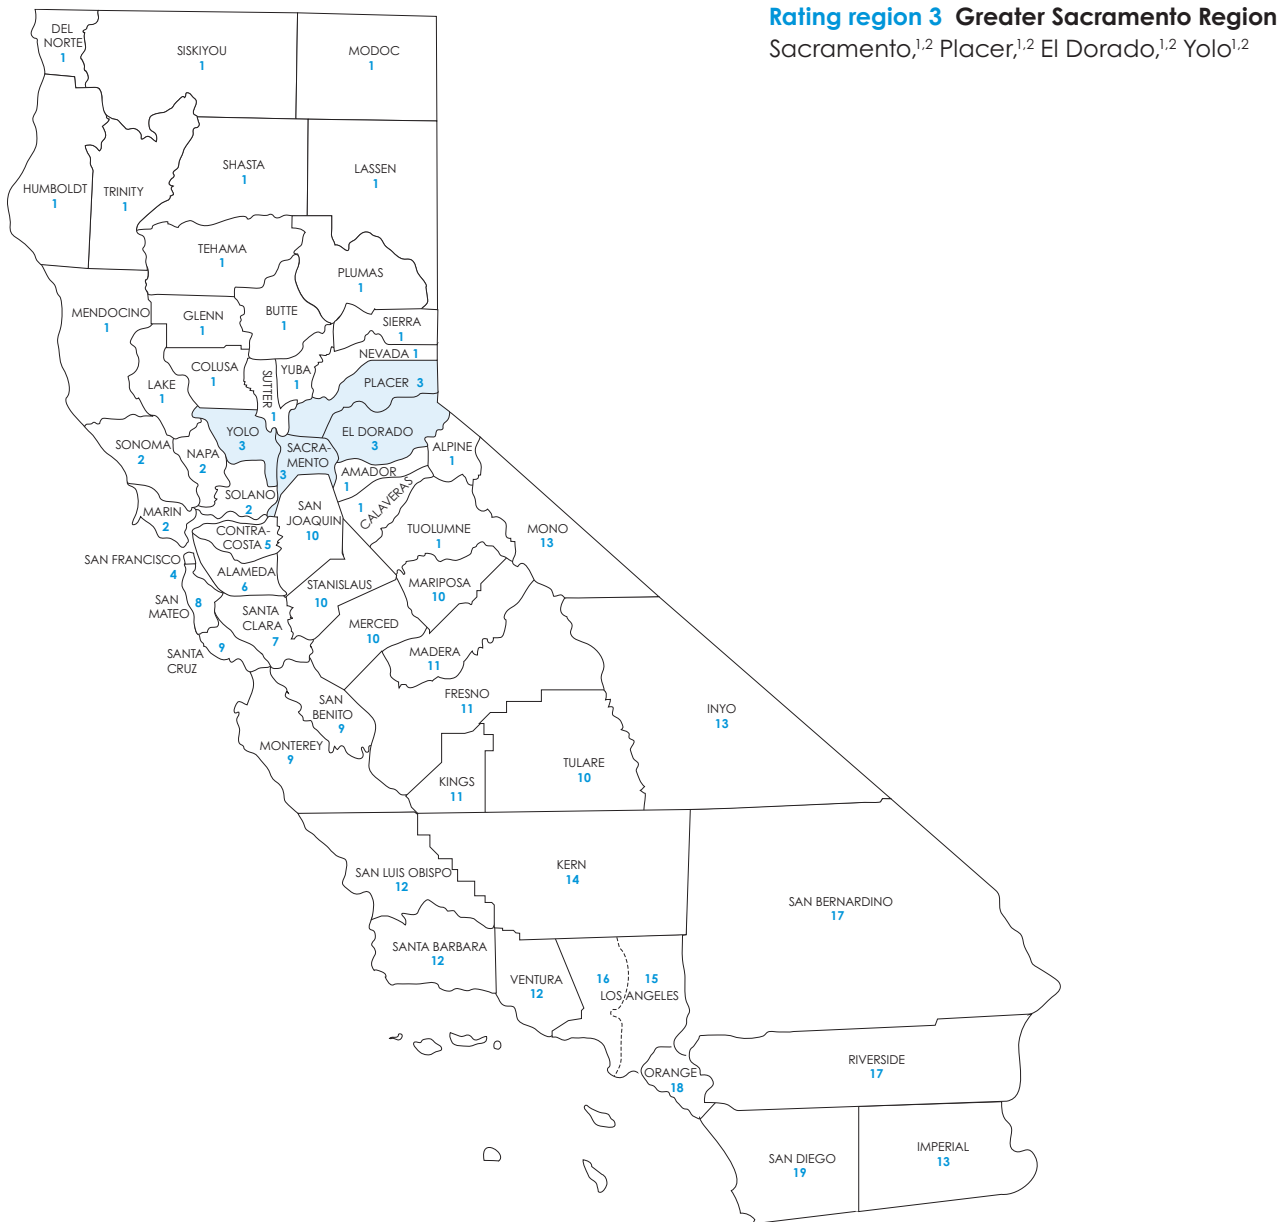 Rating region 3 Greater Sacramento Region
Sacramento,1,2 Placer,1,2 El Dorado,1,2 Yolo1,2
DEL
NORTE
1
SISKIYOU
1
MODOC
1
HUMBOLDT
1
TRINITY
1
SHASTA
1
LASSEN
1
TEHAMA
1
PLUMAS
1
MENDOCINO
1
GLENN
1
BUTTE
1
SIERRA
1
NEVADA 1
COLUSA
1
SUTTER
1
YUBA
1
PLACER 3
LAKE
1
YOLO
3
EL DORADO
3
SACRA-
MENTO
3
SONOMA
2
NAPA
2
ALPINE
1
AMADOR
1
CALAVERAS
1
SOLANO
2
MARIN
2
SAN
JOAQUIN
10
CONTRA-
COSTA 5
TUOLUMNE
1
MONO
13
SAN FRANCISCO
4
ALAMEDA
6
STANISLAUS
10
MARIPOSA
10
SAN
MATEO
8
SANTA
CLARA
7
MERCED
10
SANTA
CRUZ
9
MADERA
11
FRESNO
11
SAN
BENITO
9
INYO
13
MONTEREY
9
KINGS
11
TULARE
10
SAN LUIS OBISPO
12
KERN
14
SAN BERNARDINO
17
SANTA BARBARA
12
VENTURA
12
16 15
LOS ANGELES
ORANGE
18
RIVERSIDE
17
SAN DIEGO
19
IMPERIAL
13